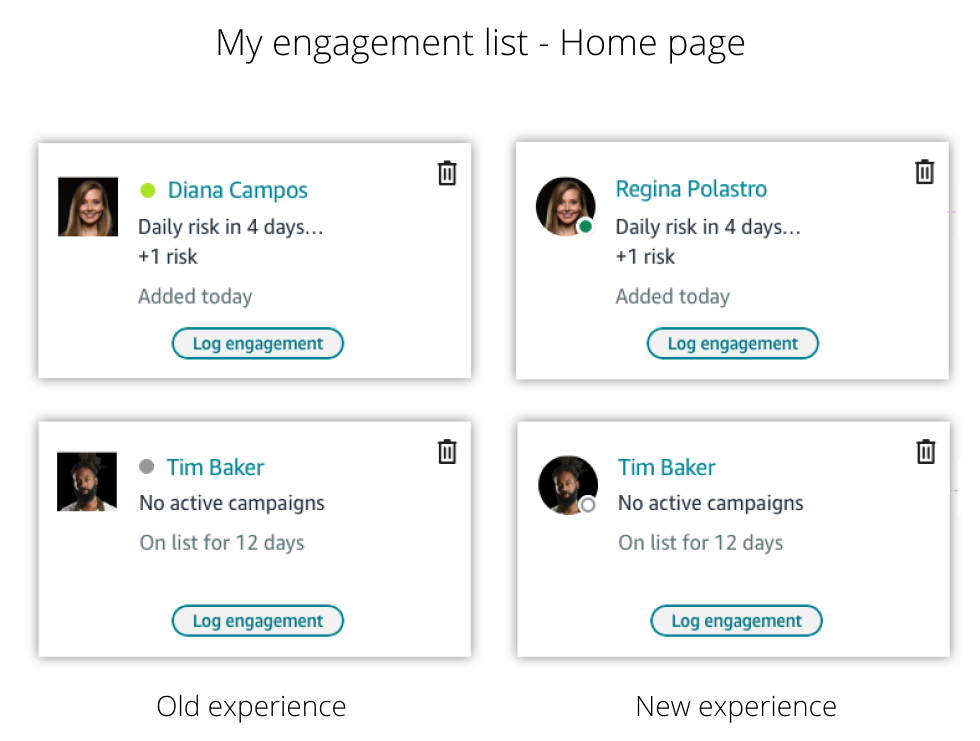 My engagement list - Home page
Diana Campos
Daily risk in 4 days...
+1 risk
Added today
Log engagement
Regina Polastro
Daily risk in 4 days...
+1 risk
Added today
Log engagement
Tim Baker
No active campaigns
On list for 12 days
Log engagement
Tim Baker
No active campaigns
On list for 12 days
Log engagement
Old experience
New experience